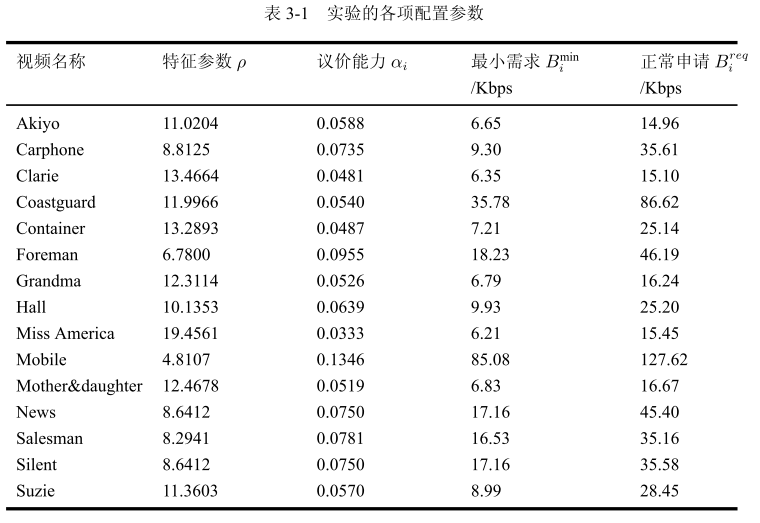 表 3-1 实验的各项配置参数
视频名称 特征参数 ρ 议价能力 αi 最小需求 Bi^min 正常申请 Bi^req
/Kbps /Kbps
Akiyo 11.0204 0.0588 6.65 14.96
Carphone 8.8125 0.0735 9.30 35.61
Clarie 13.4664 0.0481 6.35 15.10
Coastguard 11.9966 0.0540 35.78 86.62
Container 13.2893 0.0487 7.21 25.14
Foreman 6.7800 0.0955 18.23 46.19
Grandma 12.3114 0.0526 6.79 16.24
Hall 10.1353 0.0639 9.93 25.20
Miss America 19.4561 0.0333 6.21 15.45
Mobile 4.8107 0.1346 85.08 127.62
Mother&daughter 12.4678 0.0519 6.83 16.67
News 8.6412 0.0750 17.16 45.40
Salesman 8.2941 0.0781 16.53 35.16
Silent 8.6412 0.0750 17.16 35.58
Suzie 11.3603 0.0570 8.99 28.45